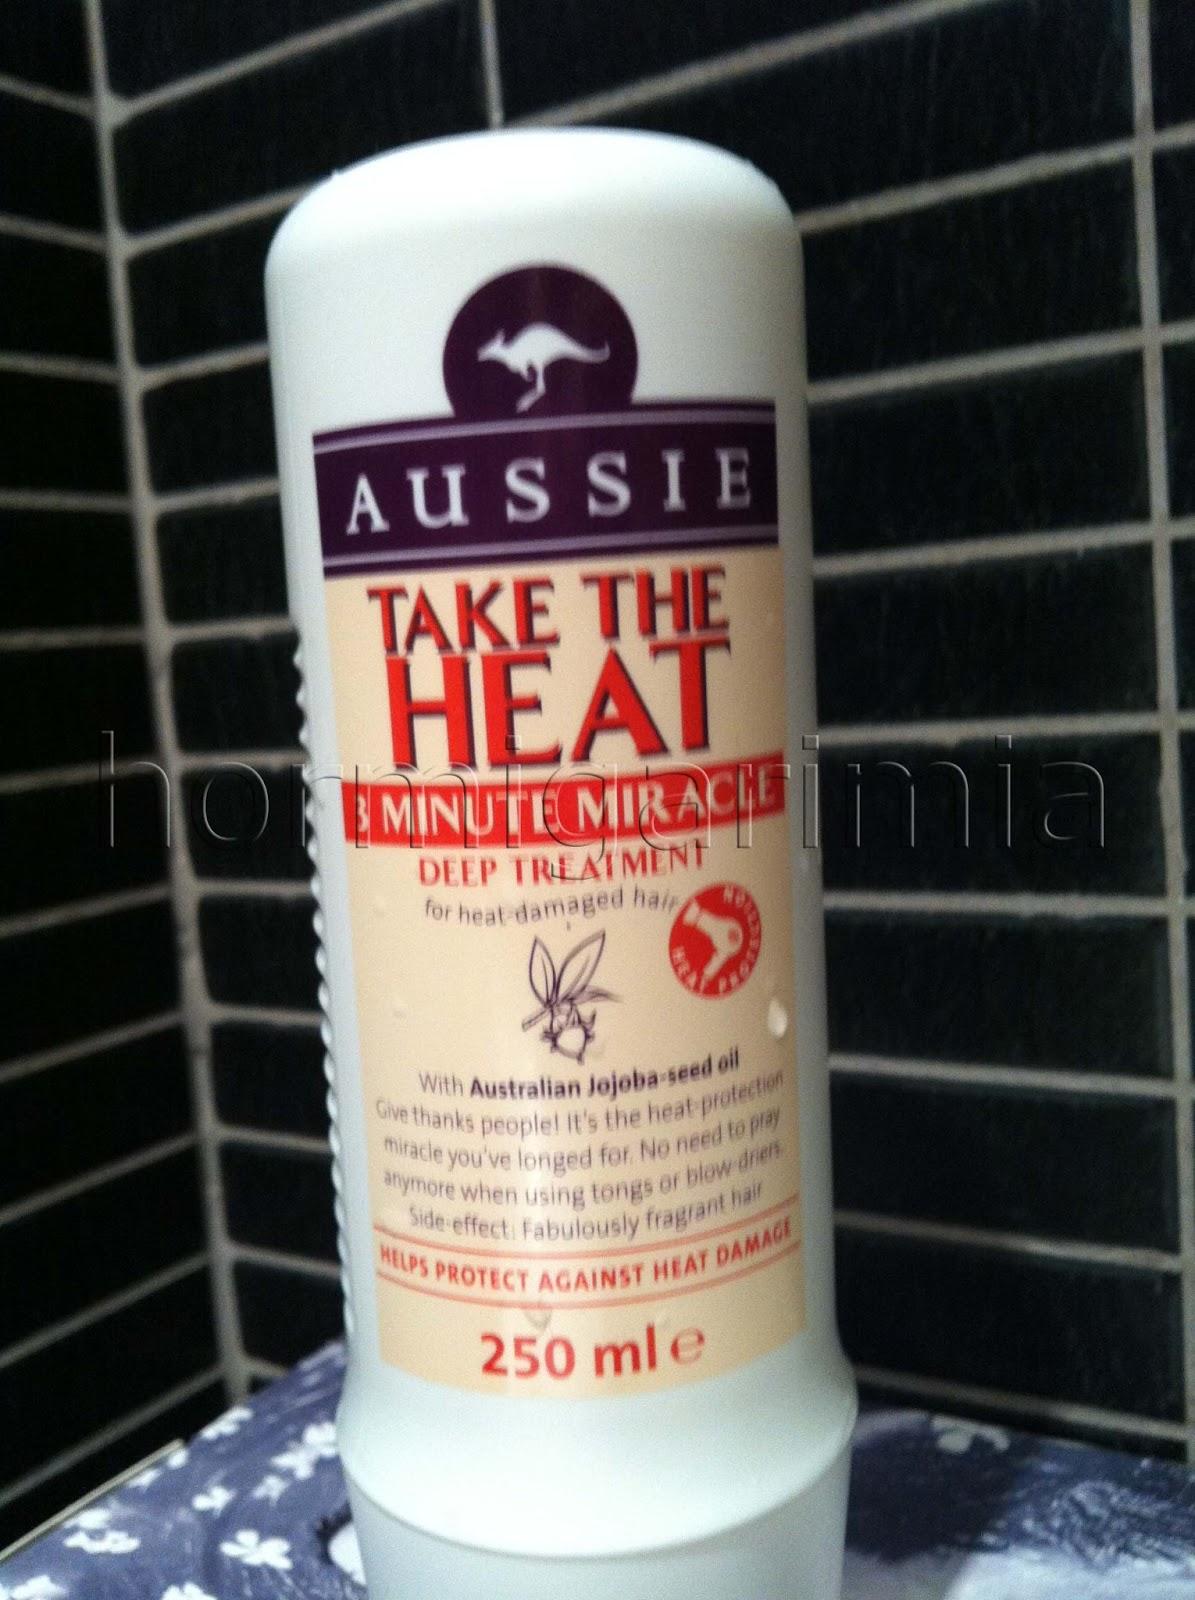 AUSSIE
TAKE THE
HEAT
3 MINUTE MIRACLE
DEEP TREATMENT
for heat-damaged hair
HEAT PROTECTION
With Australian Jojoba-seed oil
Give thanks people! It's the heat-protection
miracle you've longed for. No need to pray
anymore when using tongs or blow-driers.
Side-effect: Fabulously fragrant hair
HELPS PROTECT AGAINST HEAT DAMAGE
250 ml e
hormigarimia